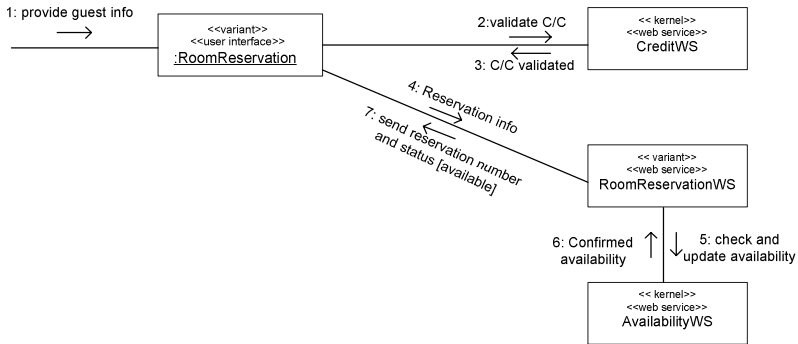 1: provide guest info
<<variant>>
<<user interface>>
:RoomReservation
2:validate C/C
3: C/C validated
<< kernel>>
<<web service>>
CreditWS
4: Reservation info
7: send reservation number
and status [available]
<< variant>>
<<web service>>
RoomReservationWS
6: Confirmed
availability
5: check and
update availability
<< kernel>>
<<web service>>
AvailabilityWS